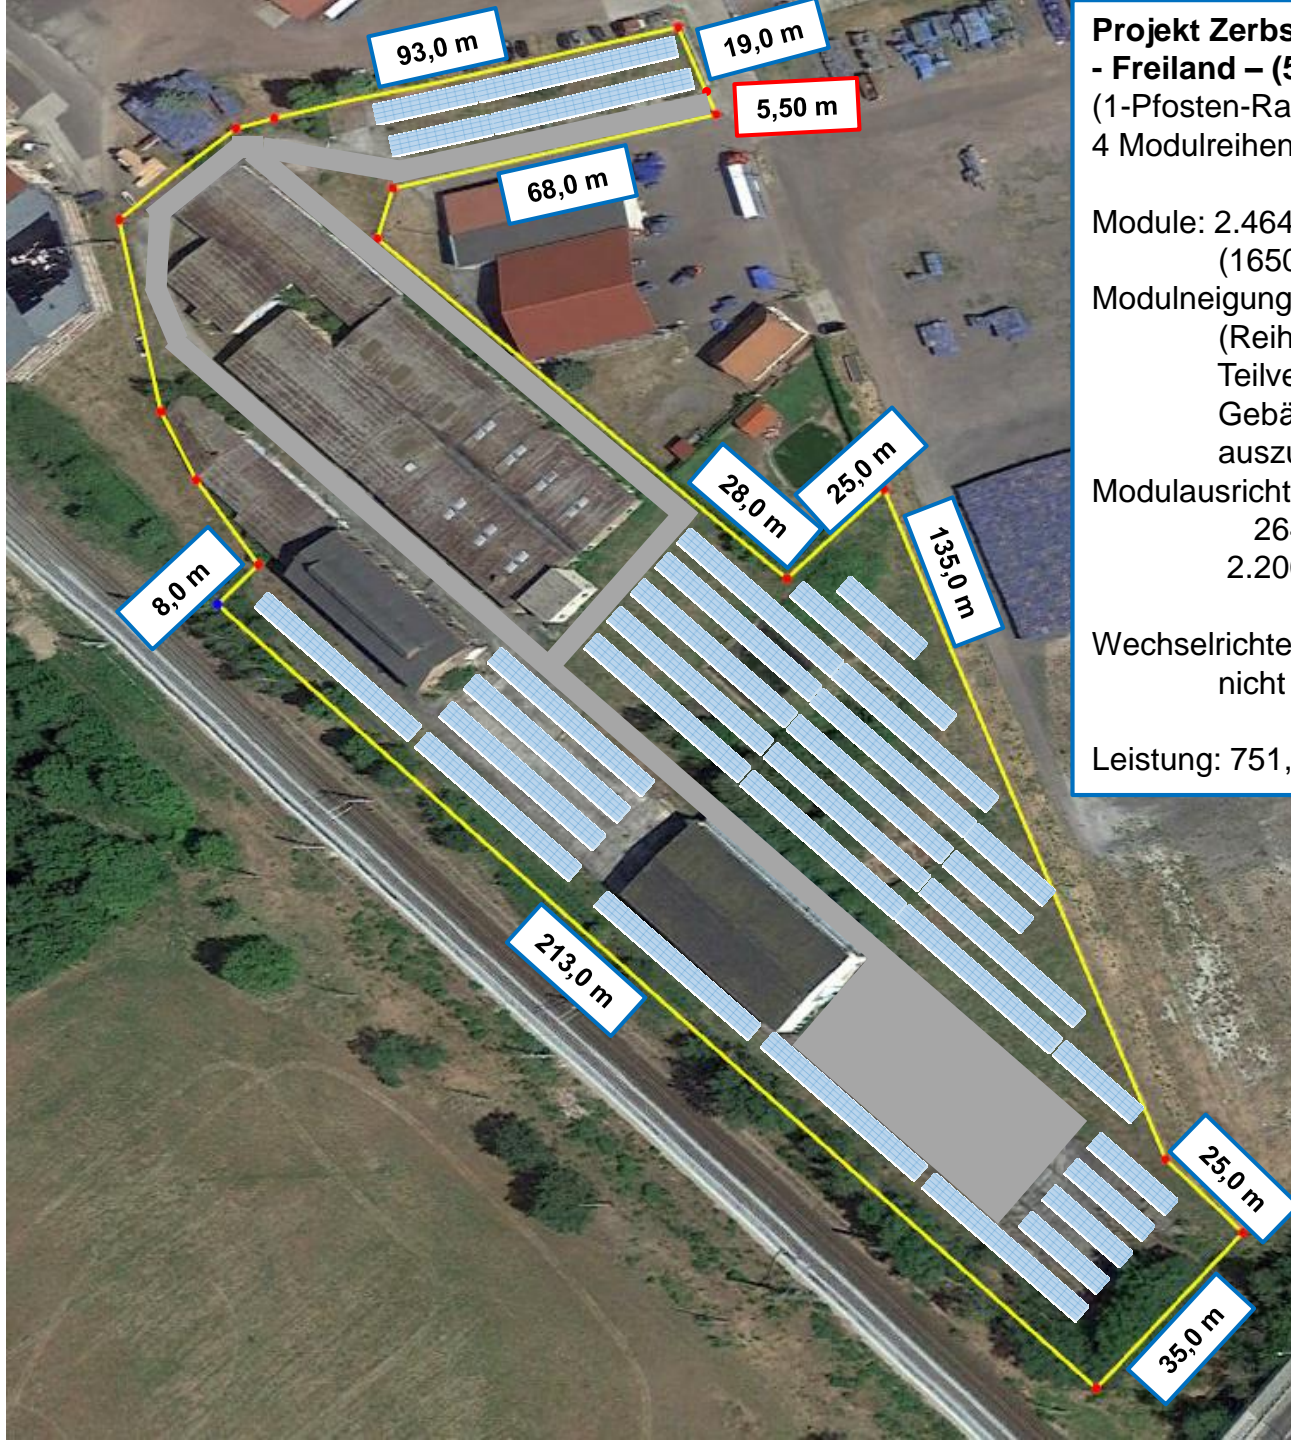 93,0 m
19,0 m
5,50 m
68,0 m
28,0 m
25,0 m
135,0 m
8,0 m
213,0 m
25,0 m
35,0 m
Projekt Zerbs
- Freiland – (5
(1-Pfosten-Ra
4 Modulreihen
Module: 2.464
(1650
Modulneigung
(Reih
Teilve
Gebä
auszu
Modulausricht
264
2.200
Wechselrichte
nicht
Leistung: 751,